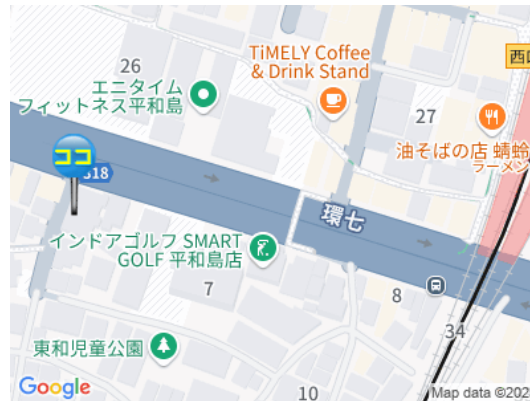 26
エニタイム
フィットネス平和島
TiMELY Coffee
& Drink Stand
西口
27
油そばの店 蜻蛉
ラーメン
ココ
318
環七
インドアゴルフ SMART
GOLF 平和島店
7
8
34
東和児童公園
10
Google
Map data ©202